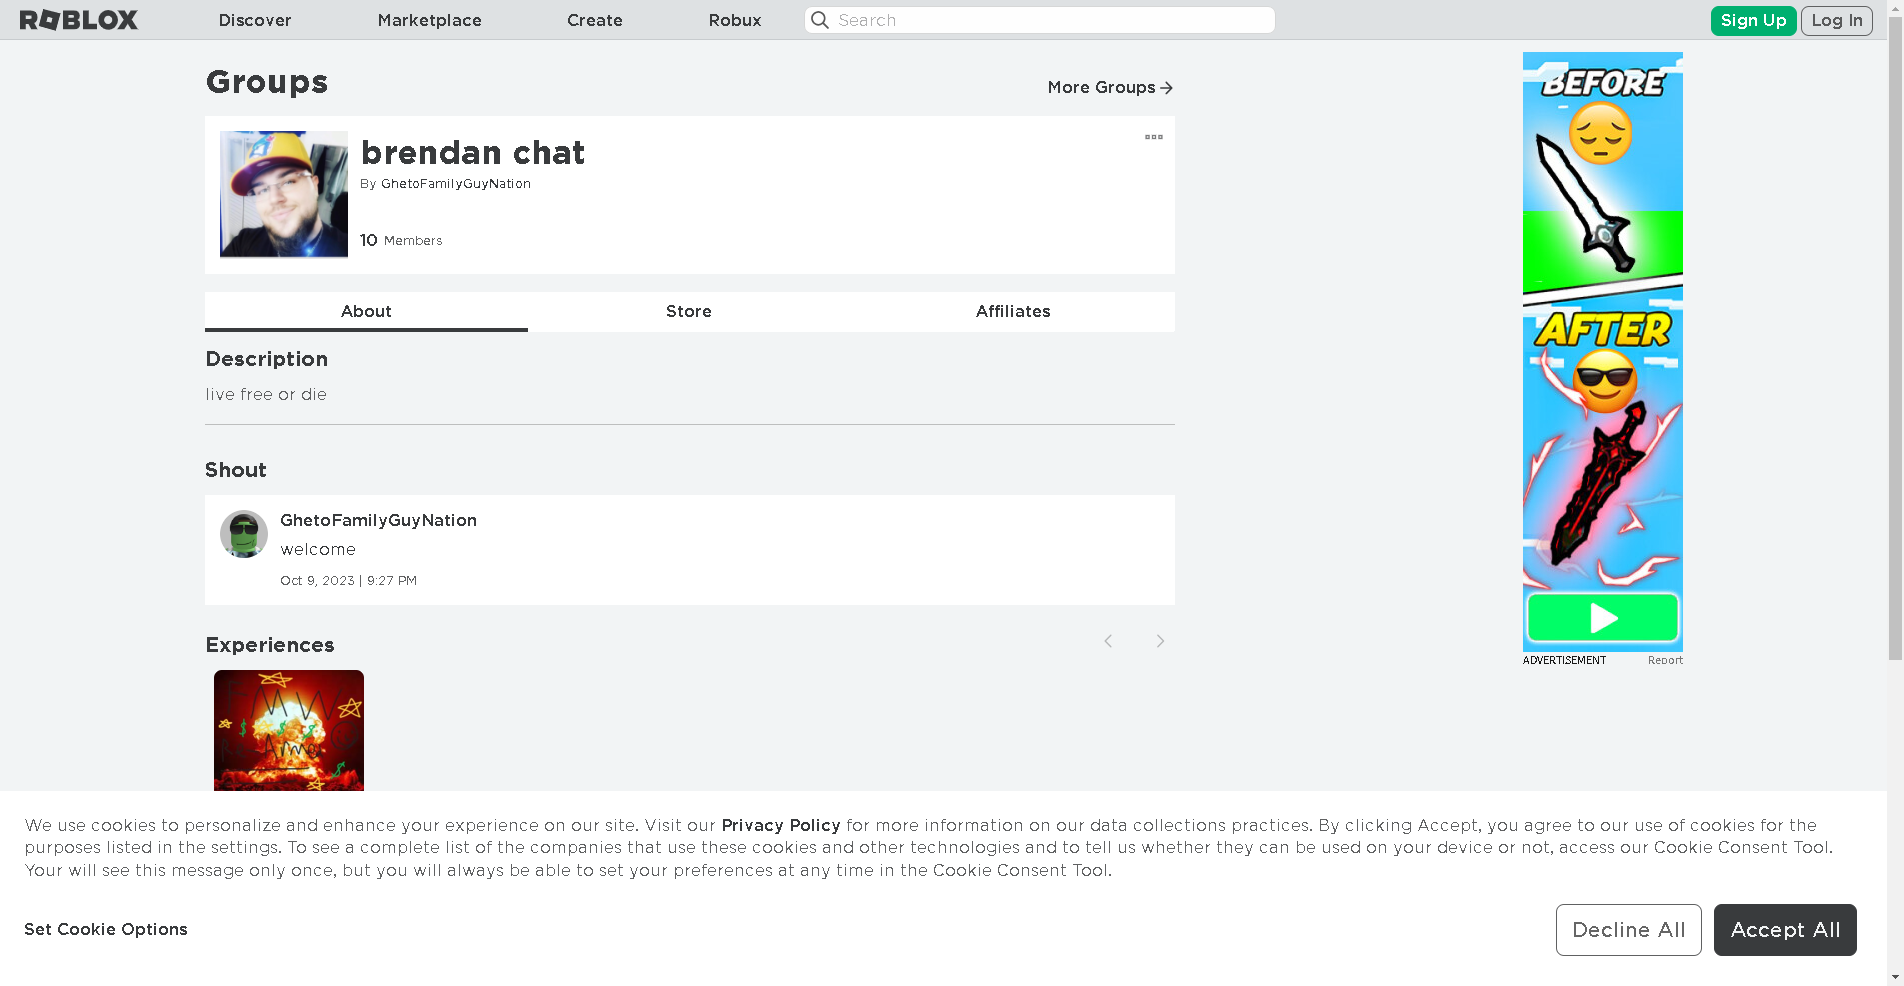 ROBLOX
Discover
Marketplace
Create
Robux
Search
Sign Up
Log In
Groups
More Groups
brendan chat
By GhetoFamilyGuyNation
10 Members
About
Store
Affiliates
Description
live free or die
Shout
GhetoFamilyGuyNation
welcome
Oct 9, 2023 | 9:27 PM
Experiences
BEFORE
AFTER
ADVERTISEMENT
Report
We use cookies to personalize and enhance your experience on our site. Visit our Privacy Policy for more information on our data collections practices. By clicking Accept, you agree to our use of cookies for the
purposes listed in the settings. To see a complete list of the companies that use these cookies and other technologies and to tell us whether they can be used on your device or not, access our Cookie Consent Tool.
Your will see this message only once, but you will always be able to set your preferences at any time in the Cookie Consent Tool.
Set Cookie Options
Decline All
Accept All